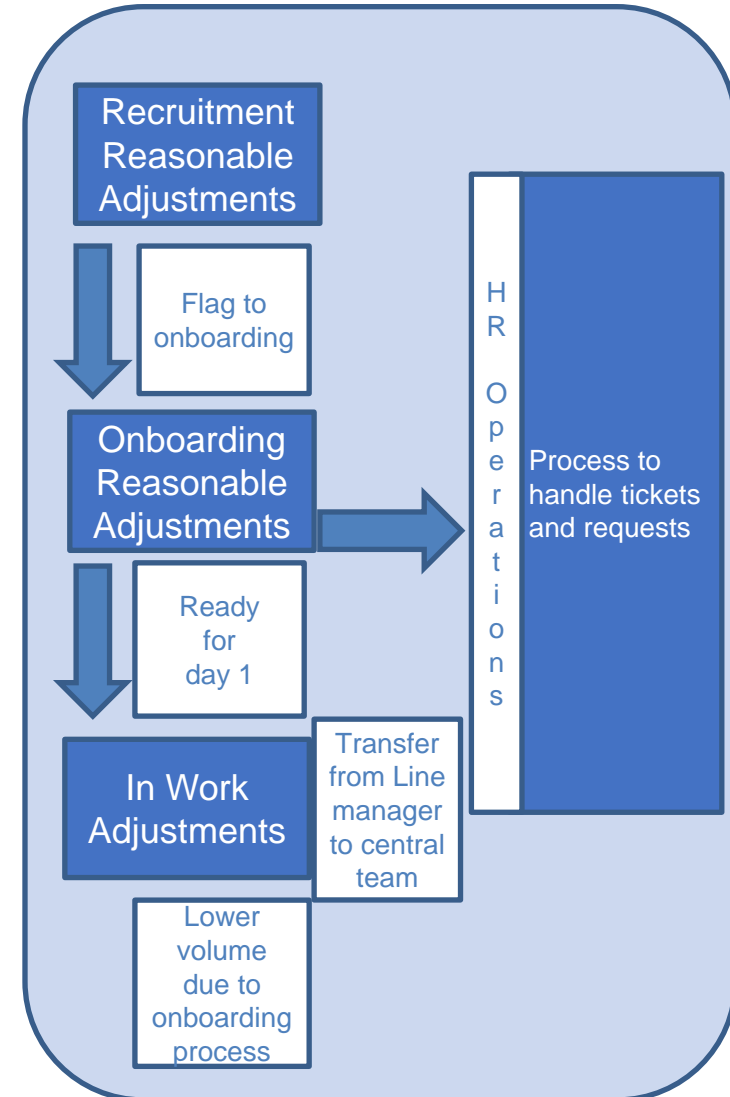 Recruitment
Reasonable
Adjustments
Flag to
onboarding
Onboarding
Reasonable
Adjustments
Ready
for
day 1
In Work
Adjustments
Transfer
from Line
manager
to central
team
Lower
volume
due to
onboarding
process
H
R
O
p
e
r
a
t
i
o
n
s
Process to
handle tickets
and requests